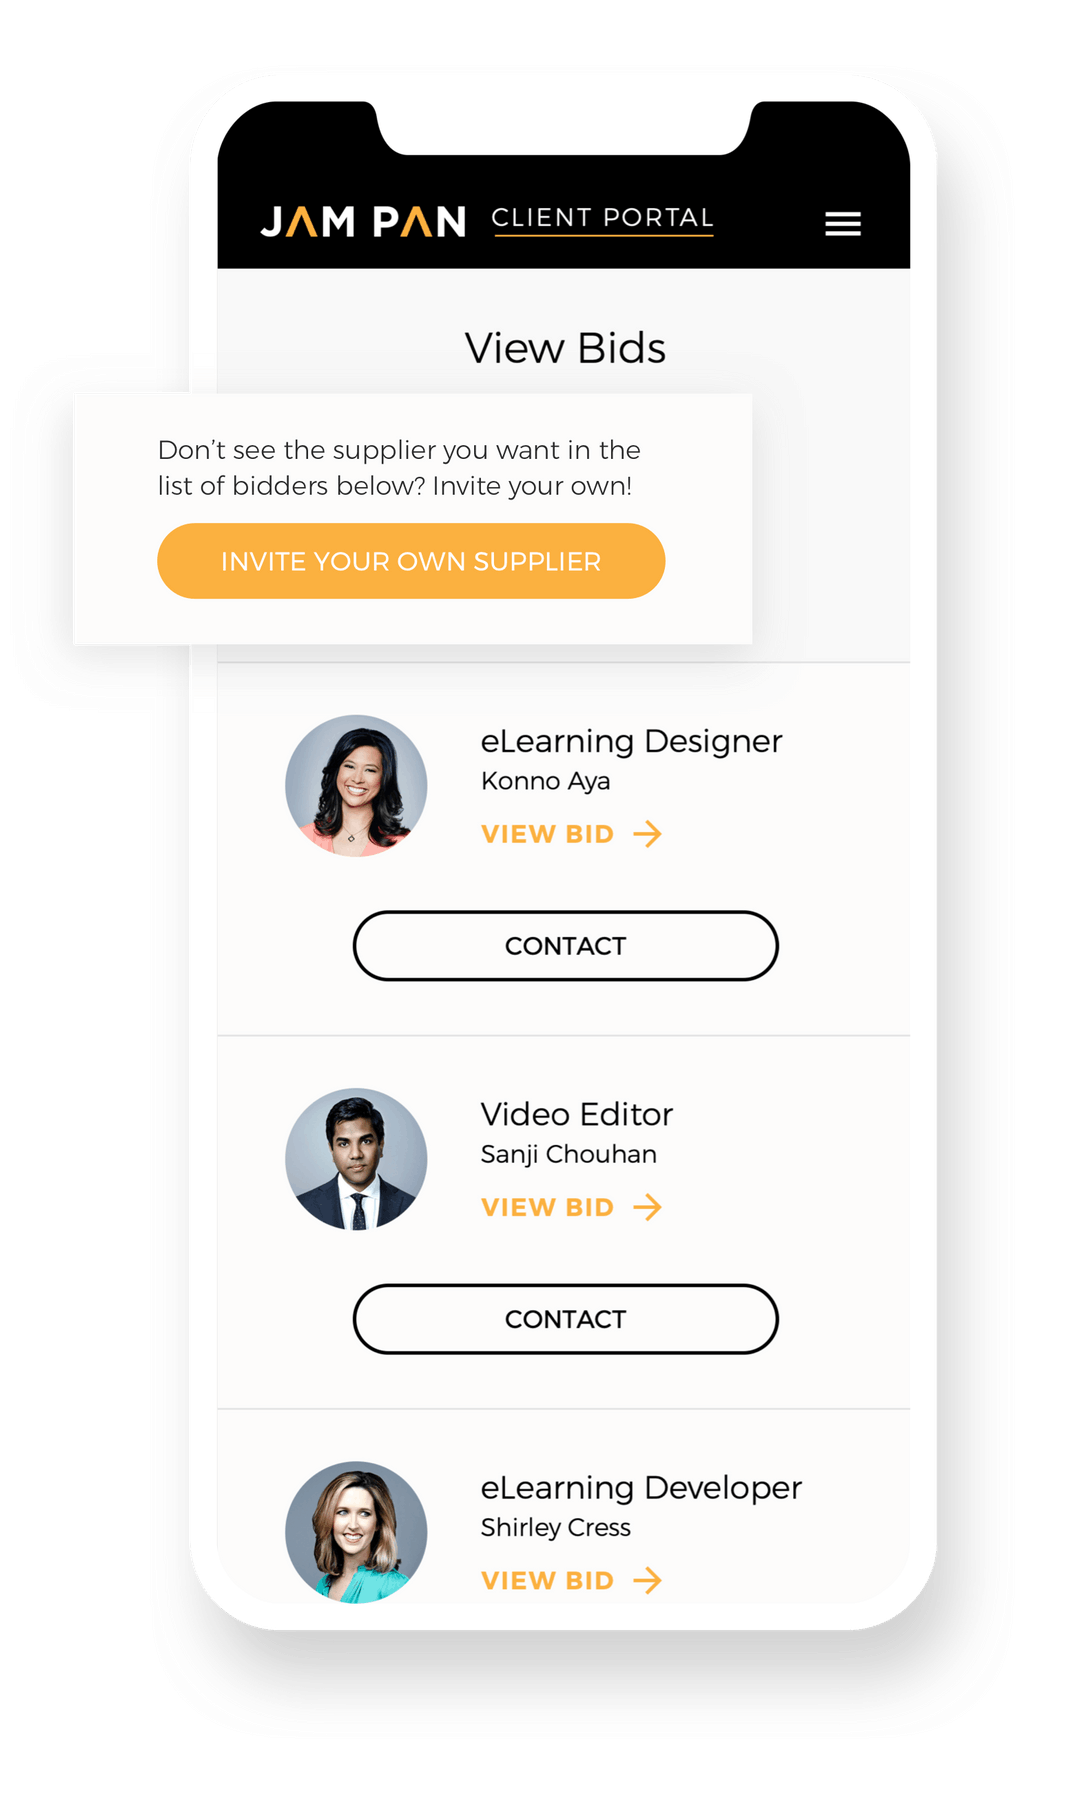 JAM PAN CLIENT PORTAL
View Bids
Don’t see the supplier you want in the
list of bidders below? Invite your own!
INVITE YOUR OWN SUPPLIER
eLearning Designer
Konno Aya
VIEW BID
CONTACT
Video Editor
Sanji Chouhan
VIEW BID
CONTACT
eLearning Developer
Shirley Cress
VIEW BID